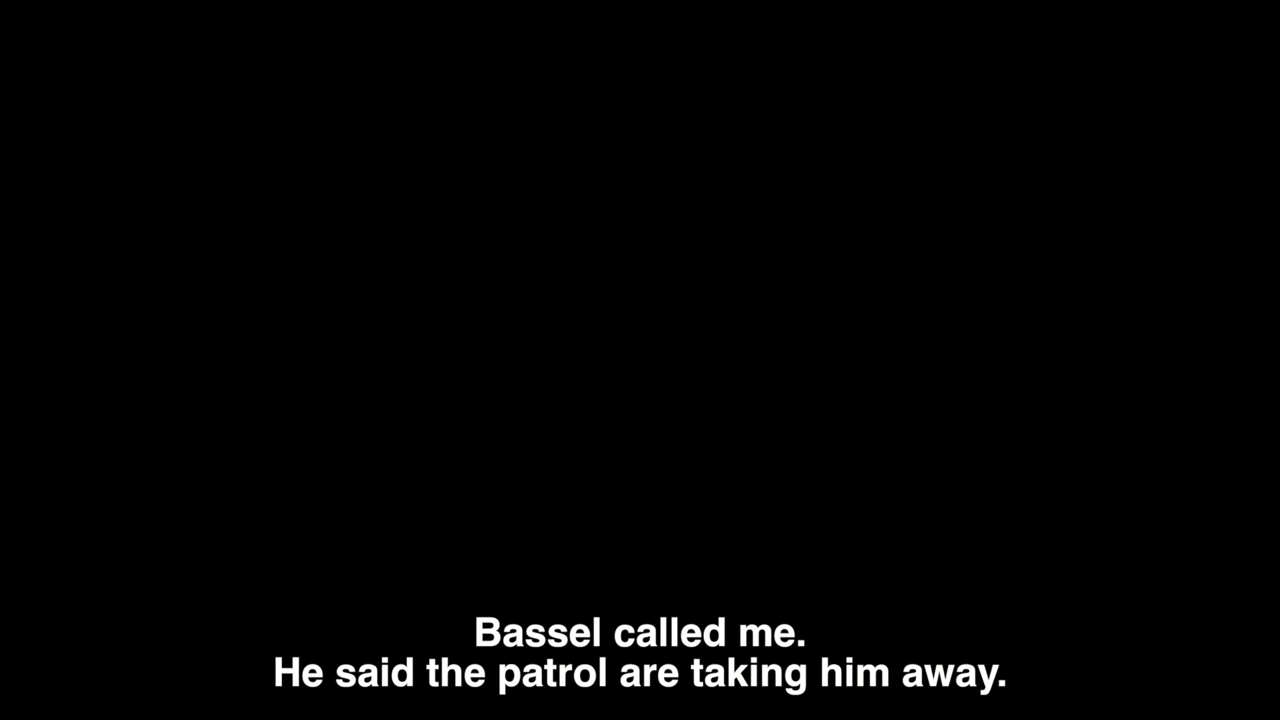 Bassel called me.
He said the patrol are taking him away.